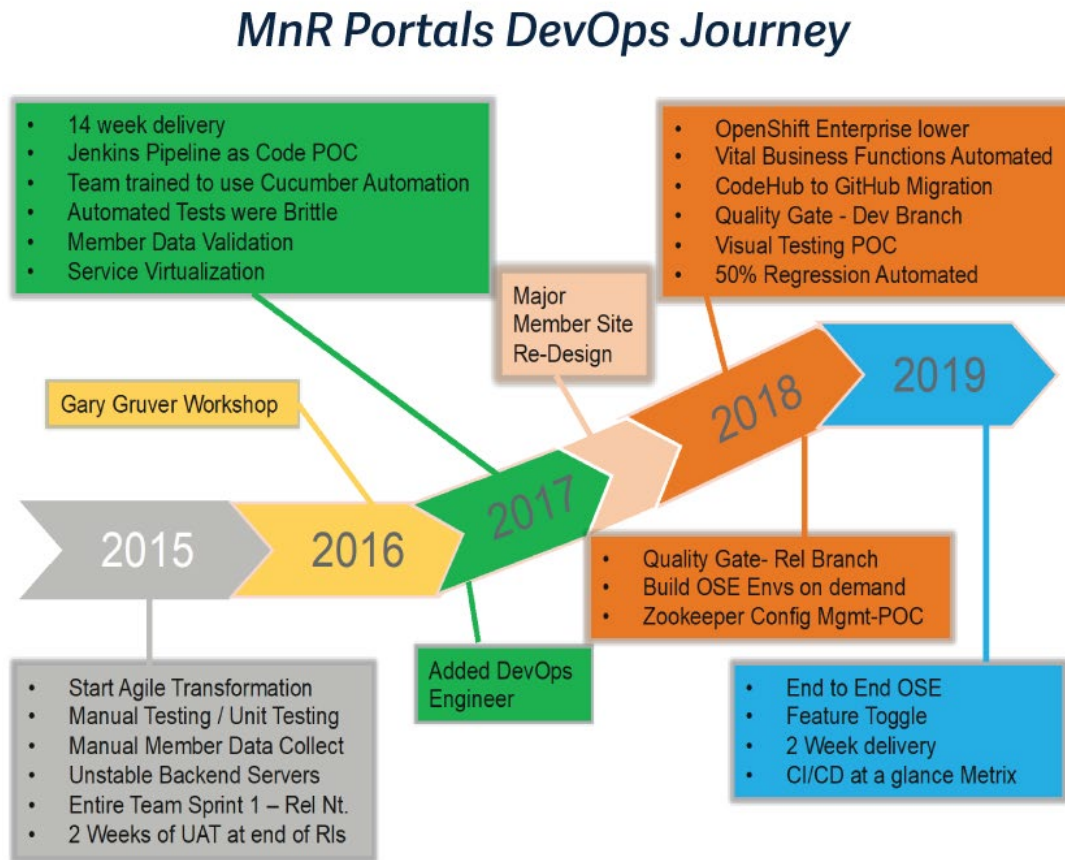 MnR Portals DevOps Journey
• 14 week delivery
• Jenkins Pipeline as Code POC
• Team trained to use Cucumber Automation
• Automated Tests were Brittle
• Member Data Validation
• Service Virtualization
• OpenShift Enterprise lower
• Vital Business Functions Automated
• CodeHub to GitHub Migration
• Quality Gate - Dev Branch
• Visual Testing POC
• 50% Regression Automated
Major
Member Site
Re-Design
Gary Gruver Workshop
2015
2016
2017
2018
2019
• Quality Gate- Rel Branch
• Build OSE Envs on demand
• Zookeeper Config Mgmt-POC
Added DevOps
Engineer
• Start Agile Transformation
• Manual Testing / Unit Testing
• Manual Member Data Collect
• Unstable Backend Servers
• Entire Team Sprint 1 – Rel Nt.
• 2 Weeks of UAT at end of Rls
• End to End OSE
• Feature Toggle
• 2 Week delivery
• CI/CD at a glance Metrix